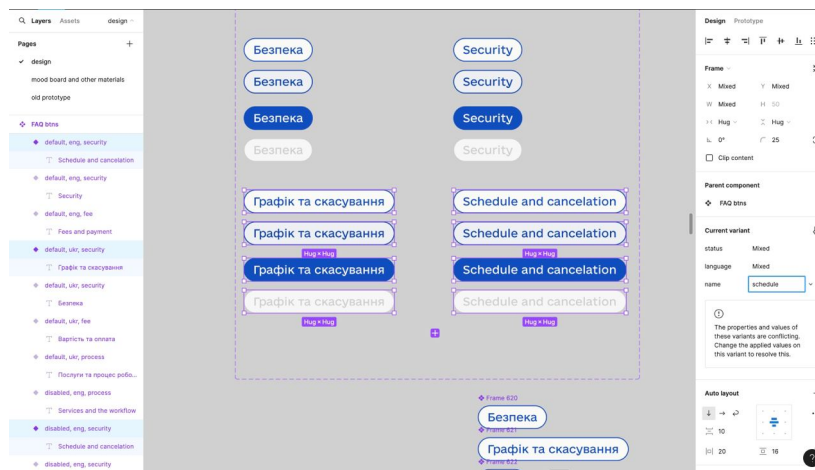 Layers
Assets
design
Pages
design
mood board and other materials
old prototype
FAQ btns
default, eng, security
Schedule and cancelation
default, eng, security
Security
default, eng, fee
Fees and payment
default, ukr, security
Графік та скасування
default, ukr, security
Безпека
default, ukr, fee
Вартість та оплата
default, ukr, process
Послуги та процес робо...
disabled, eng, process
Services and the workflow
disabled, eng, security
Schedule and cancelation
disabled, eng, security
Безпека
Security
Безпека
Security
Безпека
Security
Безпека
Security
Графік та скасування
Schedule and cancelation
Графік та скасування
Schedule and cancelation
Hug × Hug
Hug × Hug
Графік та скасування
Schedule and cancelation
Графік та скасування
Schedule and cancelation
Hug × Hug
Hug × Hug
Frame 620
Безпека
Frame 621
Графік та скасування
Frame 622
Design
Prototype
Frame
X Mixed
Y Mixed
W Mixed
H 50
Hug
Hug
0°
25
Clip content
Parent component
FAQ btns
Current variant
status Mixed
language Mixed
name schedule
The properties and values of
these variants are conflicting.
Change the applied values on
this variant to resolve this.
Auto layout
10
20
16
?